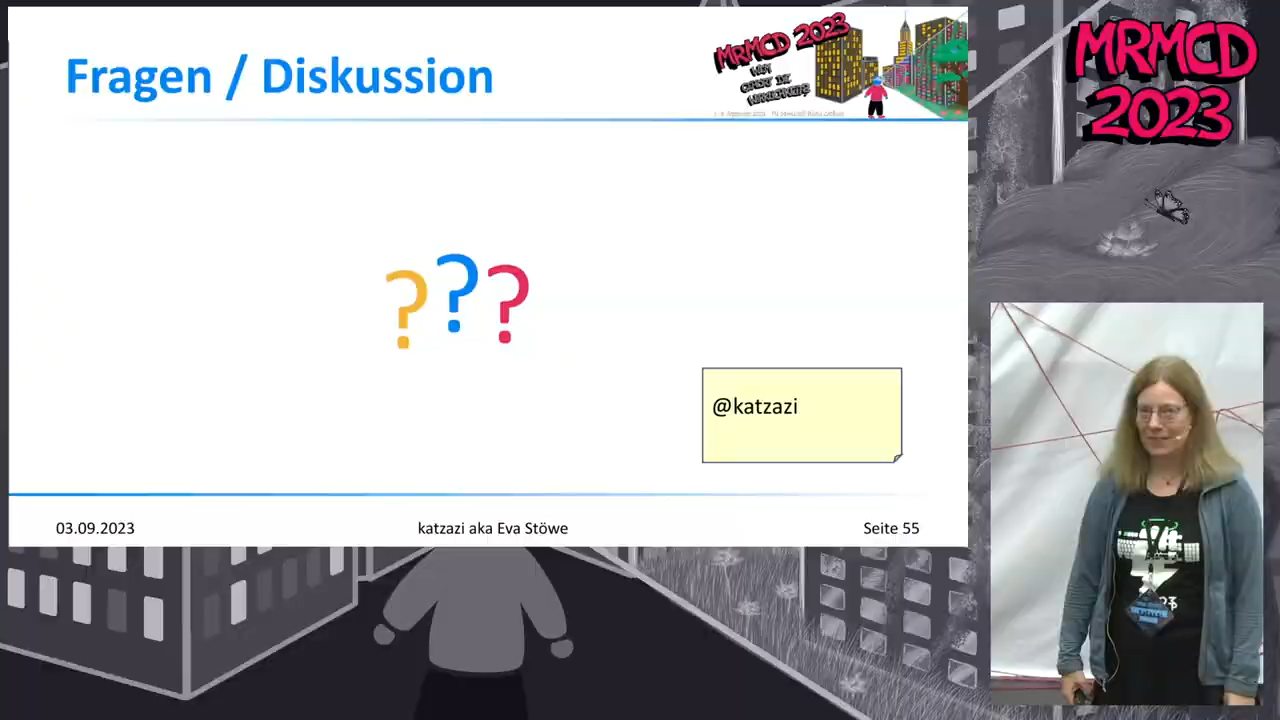 Fragen / Diskussion
MRMCD 2023
???
@katzazi
03.09.2023
katzazi aka Eva Stöwe
Seite 55
MRMCD
2023